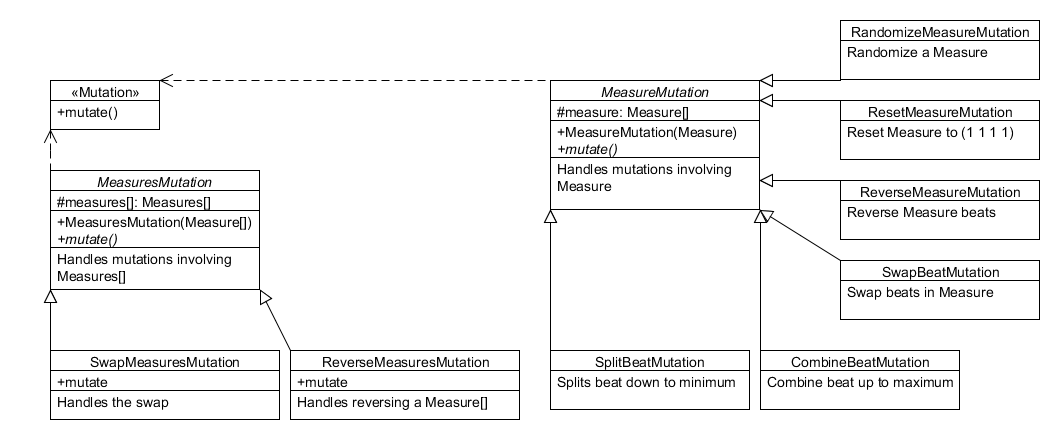 RandomizeMeasureMutation
Randomize a Measure
«Mutation»
+mutate()
MeasureMutation
#measure: Measure[]
+MeasureMutation(Measure)
+mutate()
Handles mutations involving
Measure
ResetMeasureMutation
Reset Measure to (1 1 1 1)
ReverseMeasureMutation
Reverse Measure beats
SwapBeatMutation
Swap beats in Measure
MeasuresMutation
#measures[]: Measures[]
+MeasuresMutation(Measure[])
+mutate()
Handles mutations involving
Measures[]
SwapMeasuresMutation
+mutate
Handles the swap
ReverseMeasuresMutation
+mutate
Handles reversing a Measure[]
SplitBeatMutation
Splits beat down to minimum
CombineBeatMutation
Combine beat up to maximum